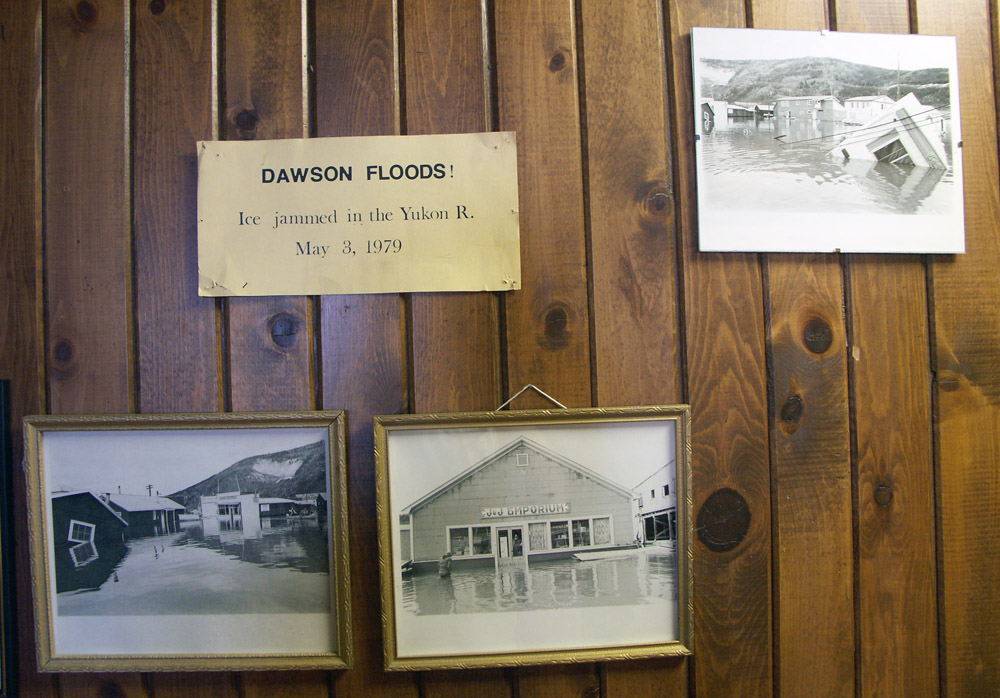 DAWSON FLOODS!
Ice jammed in the Yukon R.
May 3, 1979
J&J EMPORIUM